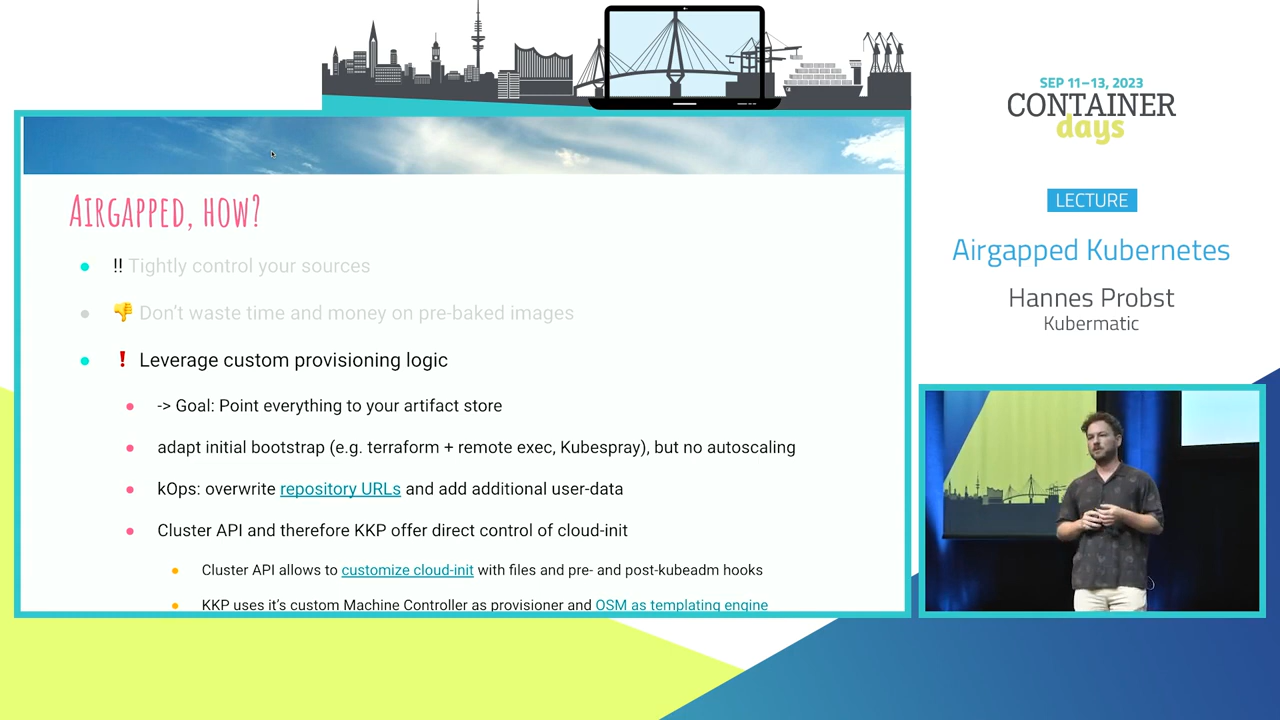 SEP 11–13, 2023
CONTAINER
days
LECTURE
Airgapped Kubernetes
Hannes Probst
Kubermatic
AIRGAPPED, HOW?
‼ Tightly control your sources
👎 Don't waste time and money on pre-baked images
❗ Leverage custom provisioning logic
-> Goal: Point everything to your artifact store
adapt initial bootstrap (e.g. terraform + remote exec, Kubespray), but no autoscaling
kOps: overwrite repository URLs and add additional user-data
Cluster API and therefore KKP offer direct control of cloud-init
Cluster API allows to customize cloud-init with files and pre- and post-kubeadm hooks
KKP uses it's custom Machine Controller as provisioner and OSM as templating engine